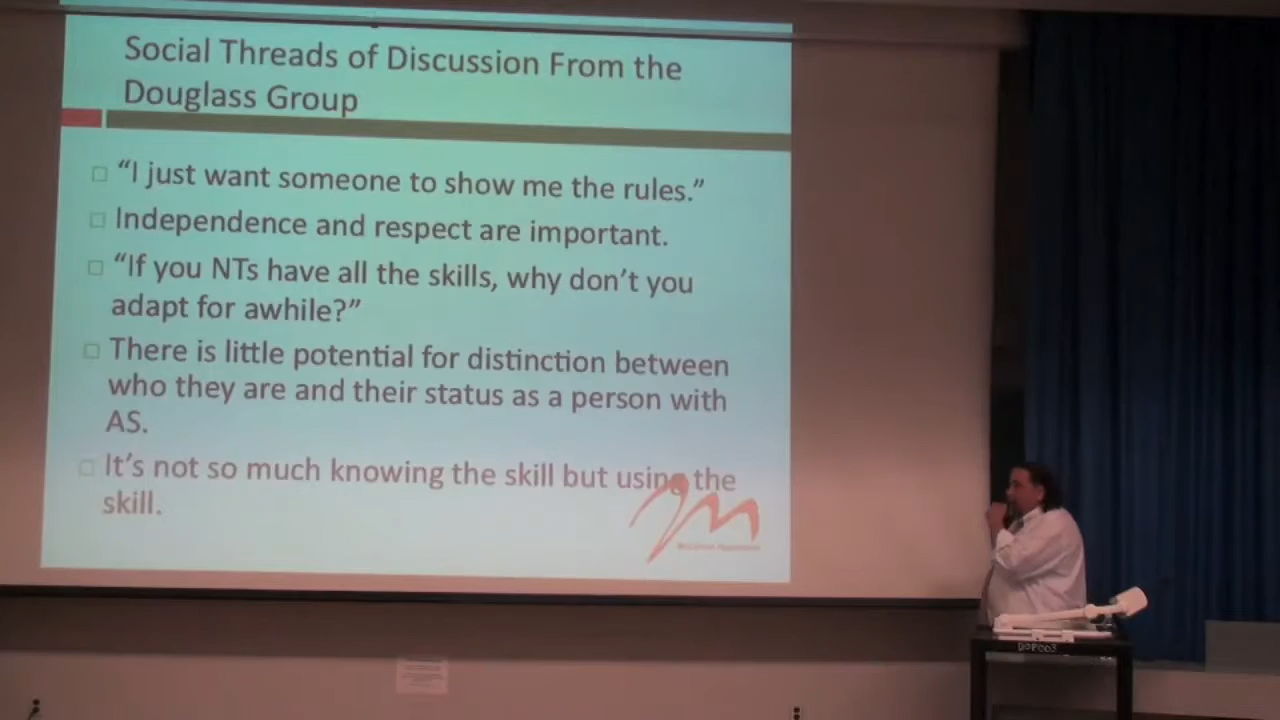 Social Threads of Discussion From the
Douglass Group
“I just want someone to show me the rules.”
Independence and respect are important.
“If you NTs have all the skills, why don’t you
adapt for awhile?”
There is little potential for distinction between
who they are and their status as a person with
AS.
It’s not so much knowing the skill but using the
skill.